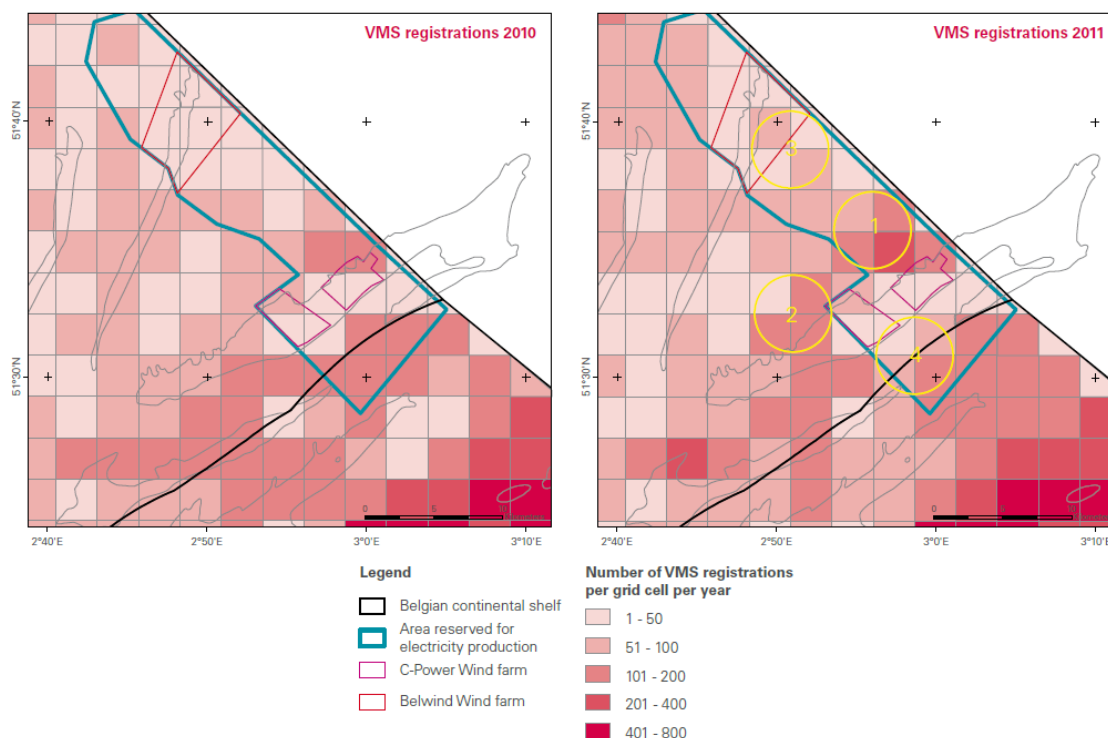 VMS registrations 2010
VMS registrations 2011
51°40'N
51°30'N
2°40'E
2°50'E
3°0'E
3°10'E
51°40'N
51°30'N
3
1
2
4
2°40'E
2°50'E
3°0'E
3°10'E
0 5 10
0 5 10
Legend
Belgian continental shelf
Area reserved for
electricity production
C-Power Wind farm
Belwind Wind farm
Number of VMS registrations
per grid cell per year
1 - 50
51 - 100
101 - 200
201 - 400
401 - 800